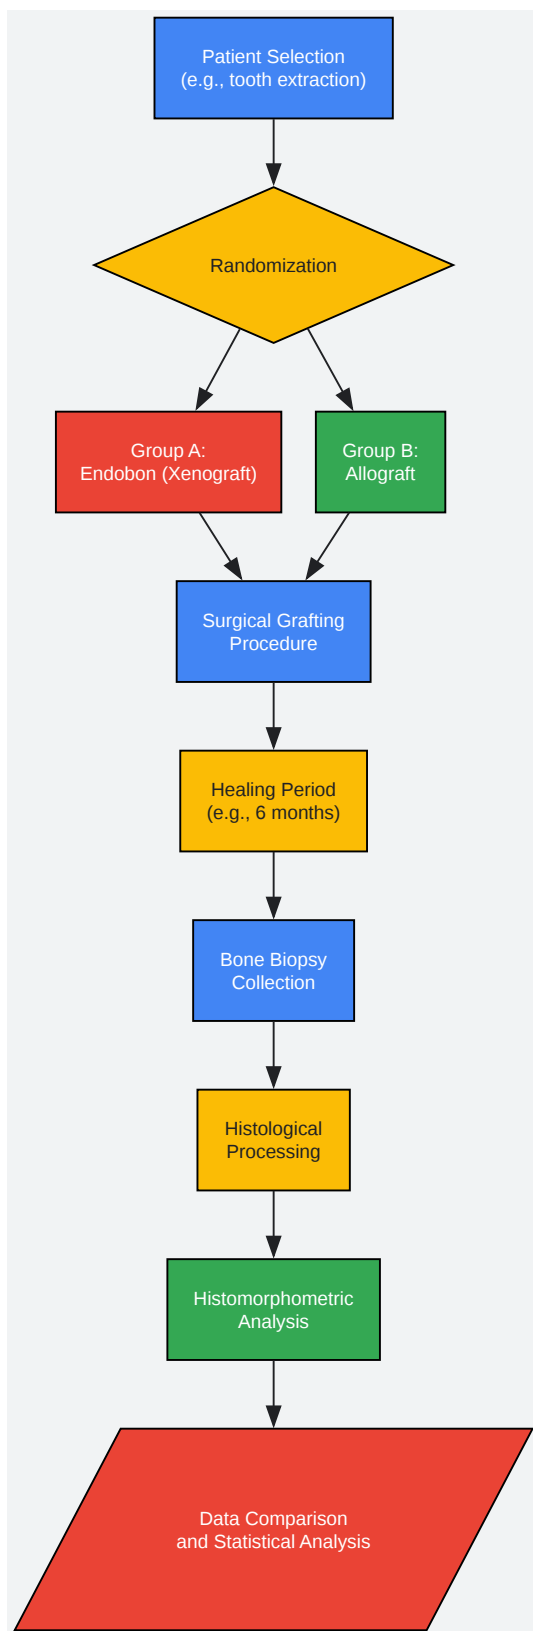 Patient Selection
(e.g., tooth extraction)
Randomization
Group A:
Endobon (Xenograft)
Group B:
Allograft
Surgical Grafting
Procedure
Healing Period
(e.g., 6 months)
Bone Biopsy
Collection
Histological
Processing
Histomorphometric
Analysis
Data Comparison
and Statistical Analysis